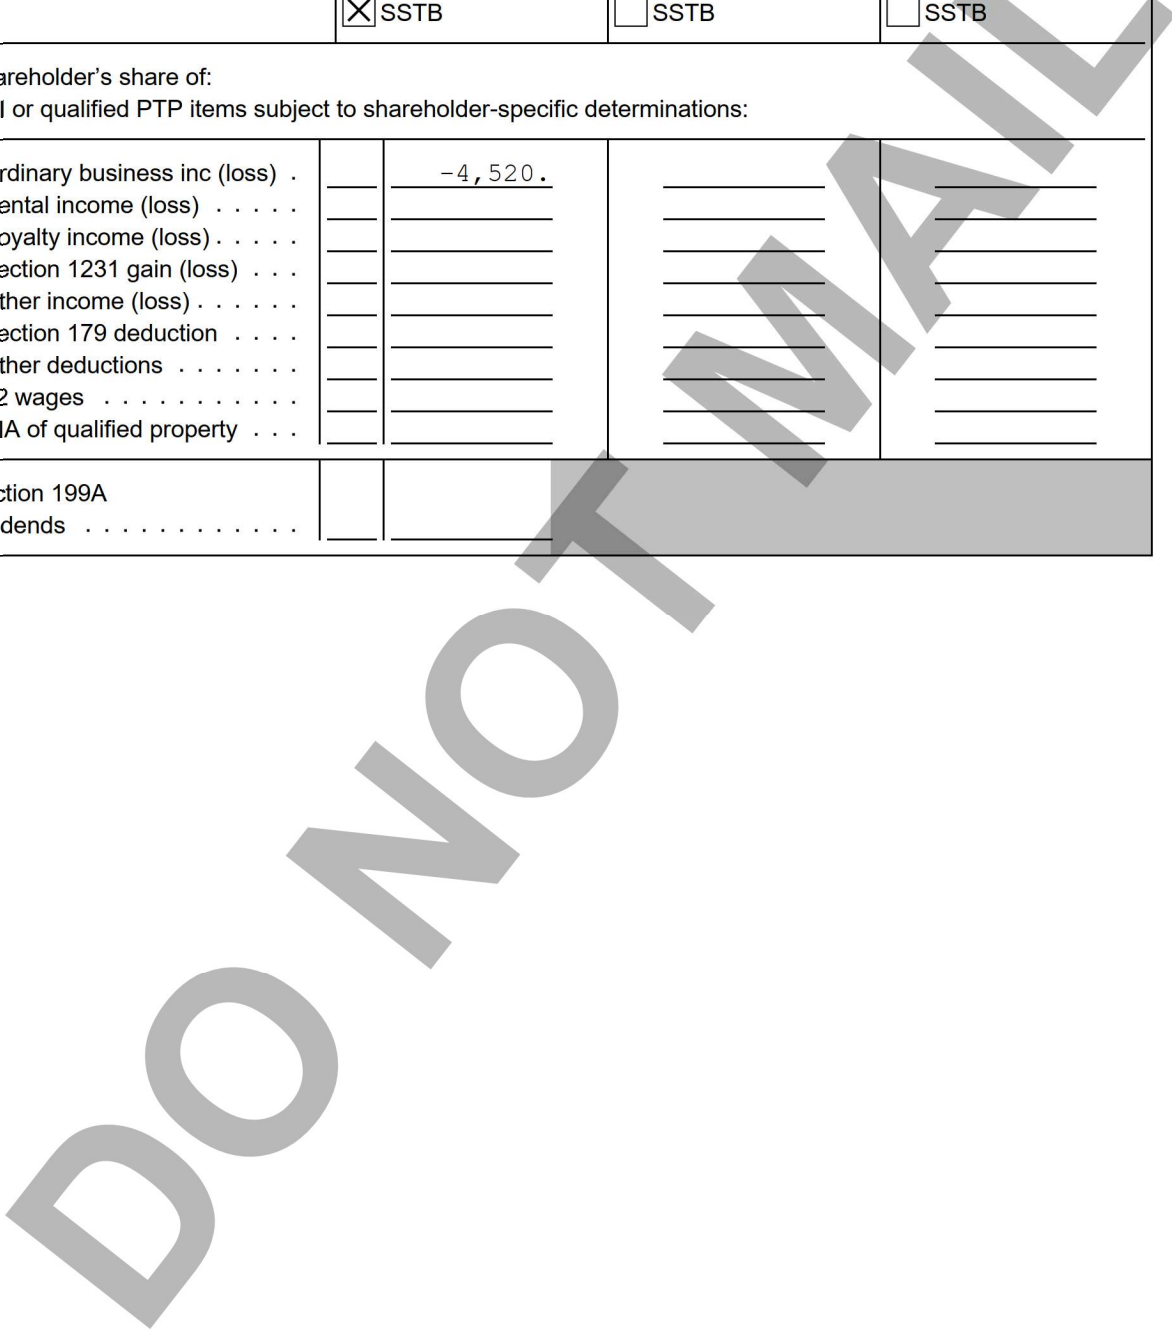 SSTB SSTB SSTB
areholder's share of:
I or qualified PTP items subject to shareholder-specific determinations:
rdinary business inc (loss) . -4,520.
ental income (loss) . . . . .
oyalty income (loss) . . . . .
ection 1231 gain (loss) . . .
ther income (loss) . . . . . .
ection 179 deduction . . . .
ther deductions . . . . . . .
2 wages . . . . . . . . . . .
IA of qualified property . . .
ction 199A
dends . . . . . . . . . . . .
DO NOT MAIL